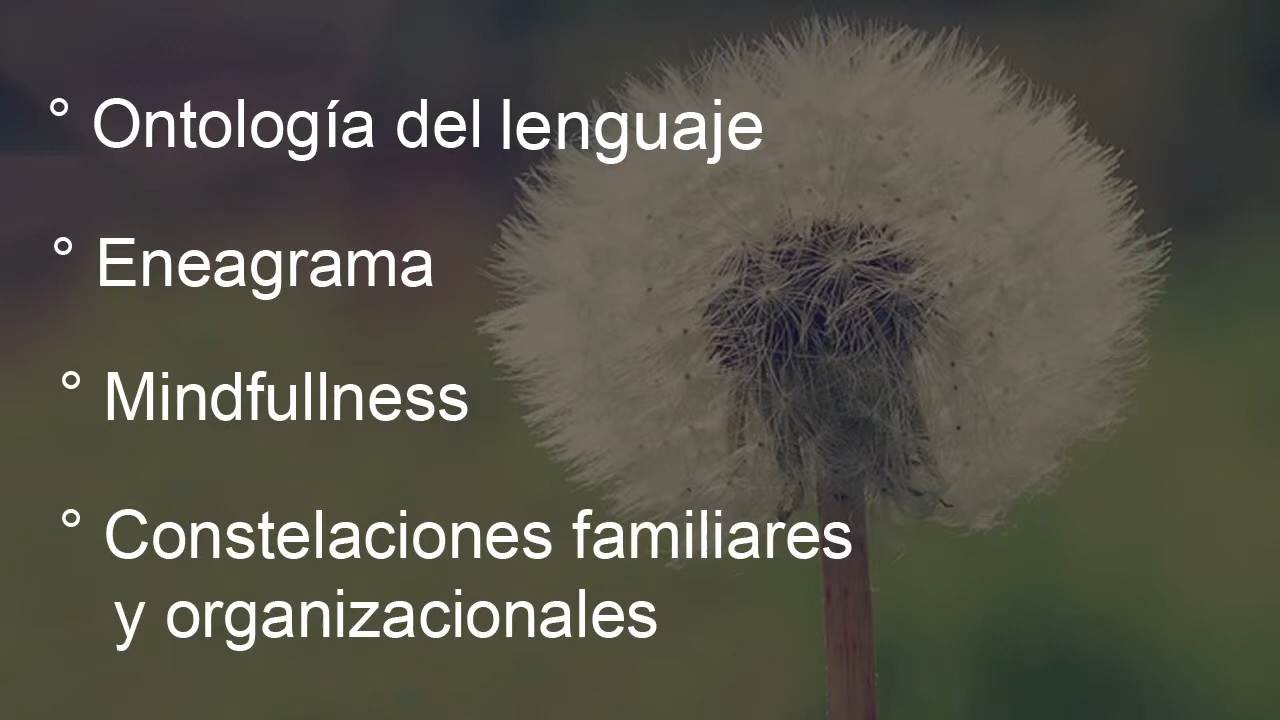 ° Ontología del lenguaje
° Eneagrama
° Mindfullness
° Constelaciones familiares
y organizacionales